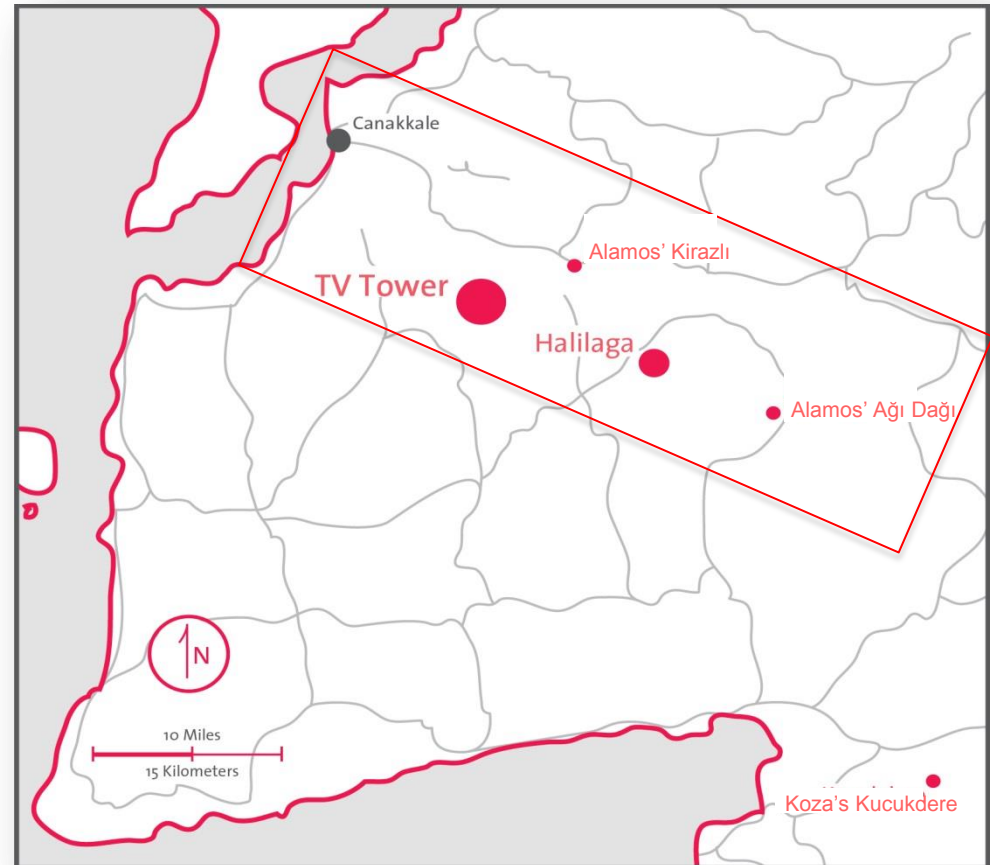 Canakkale
Alamos’ Kirazlı
TV Tower
Halilaga
Alamos’ Ağı Dağı
N
10 Miles
15 Kilometers
Koza’s Kucukdere